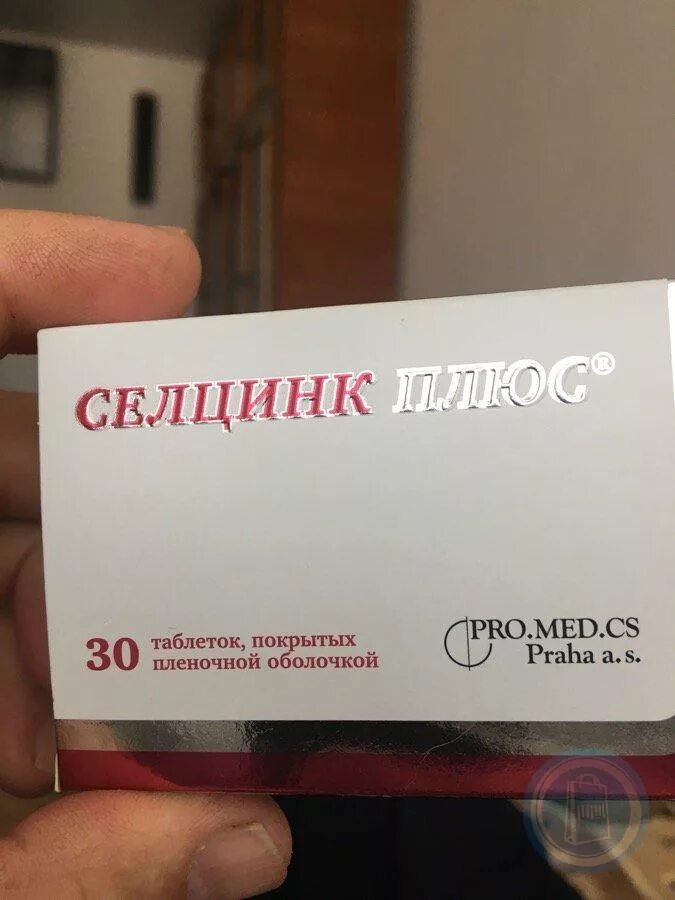 СЕЛЦИНК ПЛЮС®
30 таблеток, покрытых
пленочной оболочкой
PRO.MED.CS
Praha a. s.